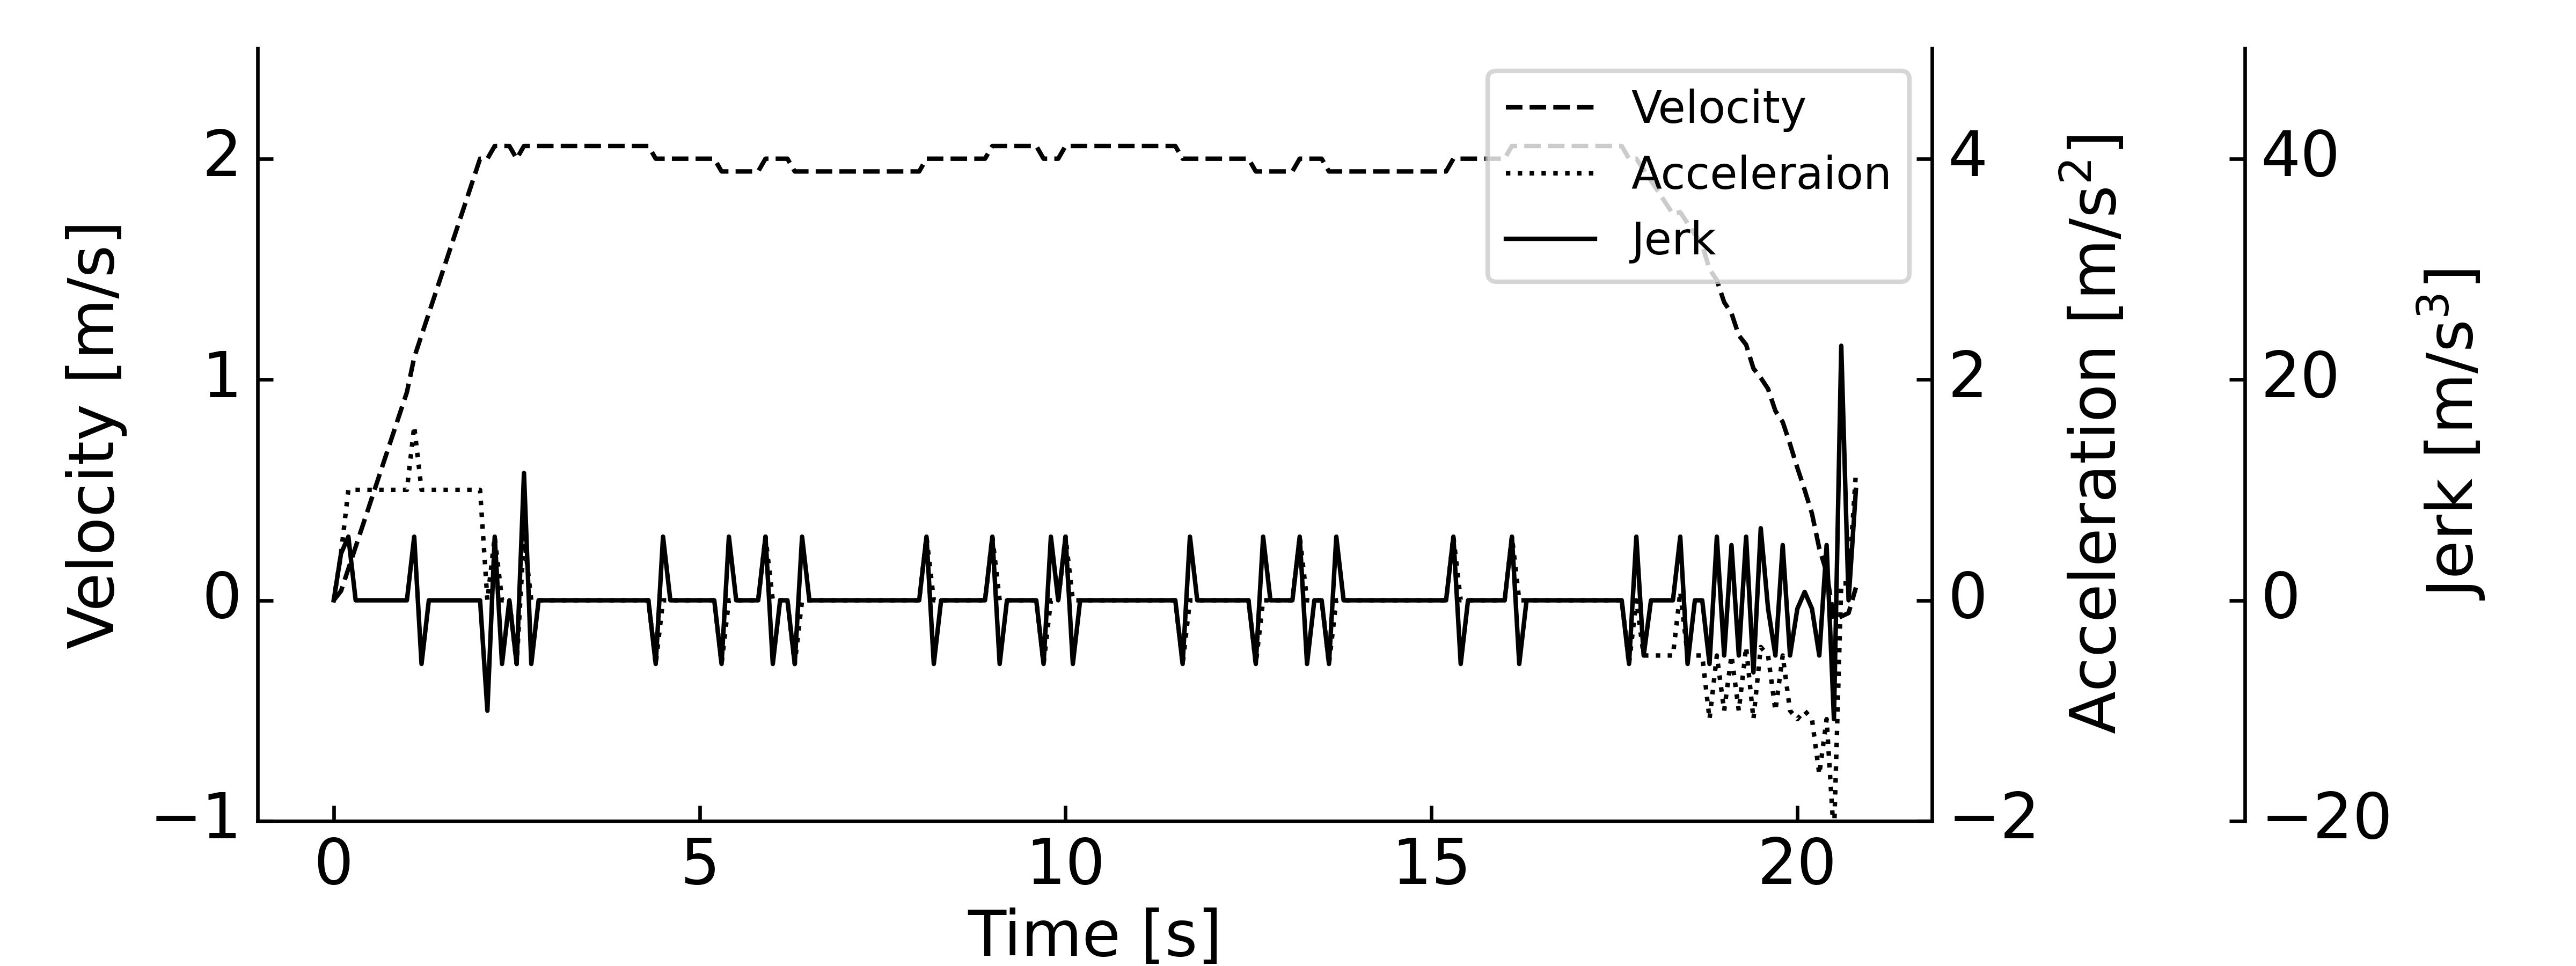 Velocity [m/s]
2
1
0
−1
Velocity
Acceleraion
Jerk
4
2
0
−2
Acceleration [m/s²]
40
20
0
−20
Jerk [m/s³]
0 5 10 15 20
Time [s]